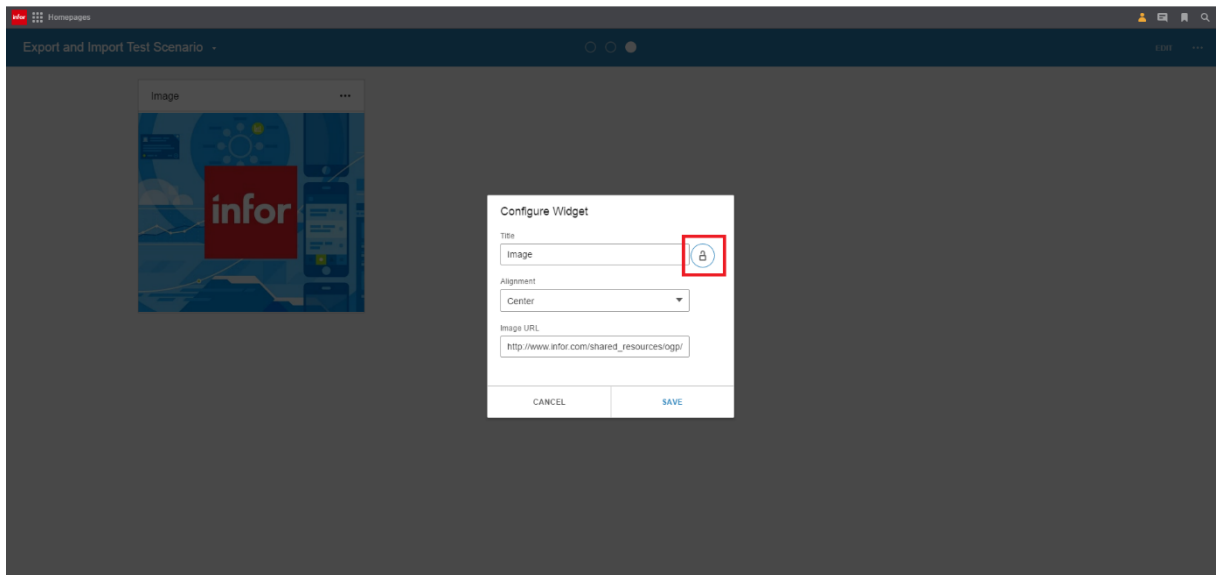 infor Homepages
Export and Import Test Scenario
EDIT
Image
infor
Configure Widget
Title
Image
Alignment
Center
Image URL
http://www.infor.com/shared_resources/ogp/
CANCEL SAVE